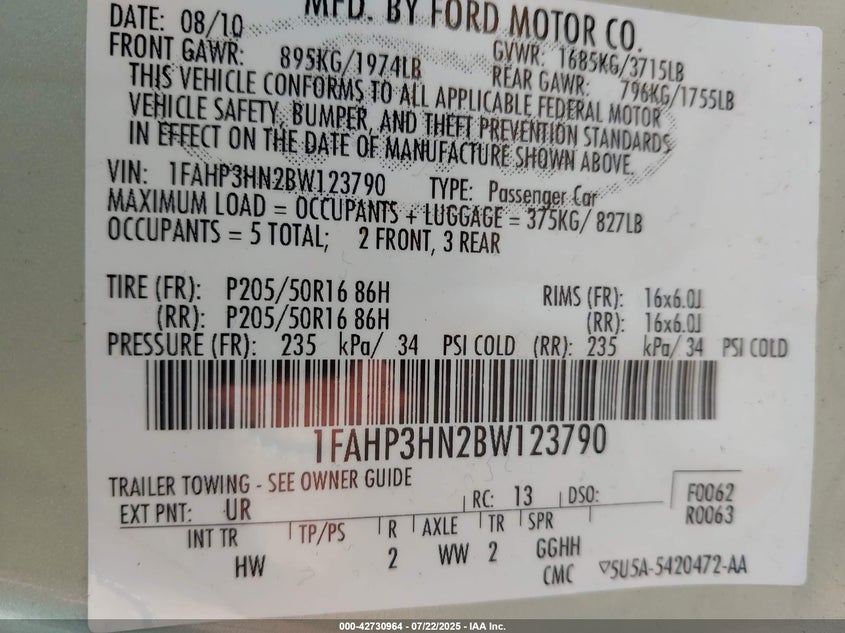 MFD. BY FORD MOTOR CO.
DATE: 08/10 GVWR: 1685KG/3715LB
FRONT GAWR: 895KG/1974LB REAR GAWR: 796KG/1755LB
THIS VEHICLE CONFORMS TO ALL APPLICABLE FEDERAL MOTOR
VEHICLE SAFETY, BUMPER, AND THEFT PREVENTION STANDARDS
IN EFFECT ON THE DATE OF MANUFACTURE SHOWN ABOVE.
VIN: 1FAHP3HN2BW123790 TYPE: Passenger Car
MAXIMUM LOAD = OCCUPANTS + LUGGAGE = 375KG/ 827LB
OCCUPANTS = 5 TOTAL; 2 FRONT, 3 REAR
TIRE (FR): P205/50R16 86H RIMS (FR): 16x6.0J
(RR): P205/50R16 86H (RR): 16x6.0J
PRESSURE (FR): 235 kPa/ 34 PSI COLD (RR): 235 kPa/ 34 PSI COLD
1FAHP3HN2BW123790
TRAILER TOWING - SEE OWNER GUIDE
EXT PNT: UR RC: 13 DSO: F0062
R0063
INT TR TP/PS R AXLE TR SPR
HW 2 WW 2 GGHH
CMC ▽5U5A-5420472-AA
000-42730964 - 07/22/2025 - IAA Inc.